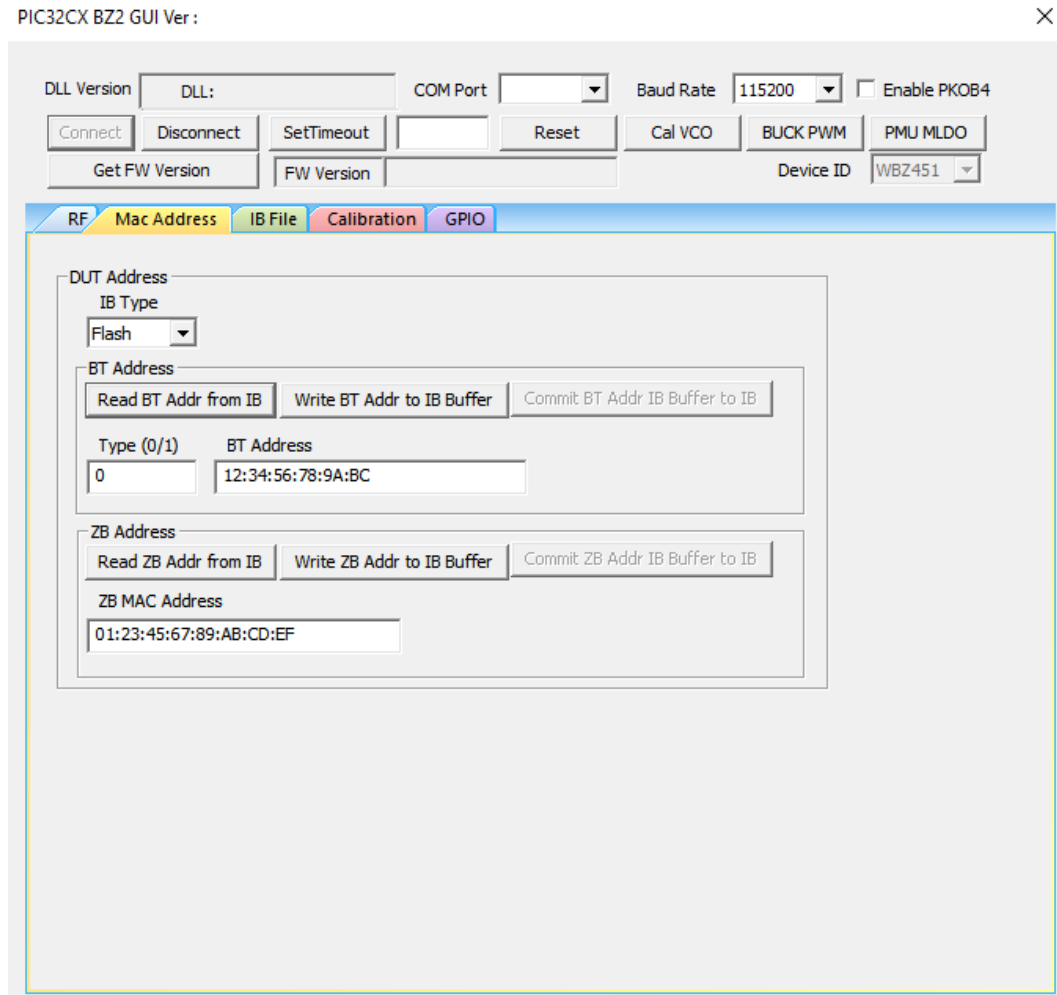 PIC32CX BZ2 GUI Ver :
DLL Version DLL: COM Port Baud Rate 115200 Enable PKOB4
Connect Disconnect SetTimeout Reset Cal VCO BUCK PWM PMU MLDO
Get FW Version FW Version Device ID WBZ451
RF Mac Address IB File Calibration GPIO
DUT Address
IB Type
Flash
BT Address
Read BT Addr from IB Write BT Addr to IB Buffer Commit BT Addr IB Buffer to IB
Type (0/1) BT Address
0 12:34:56:78:9A:BC
ZB Address
Read ZB Addr from IB Write ZB Addr to IB Buffer Commit ZB Addr IB Buffer to IB
ZB MAC Address
01:23:45:67:89:AB:CD:EF